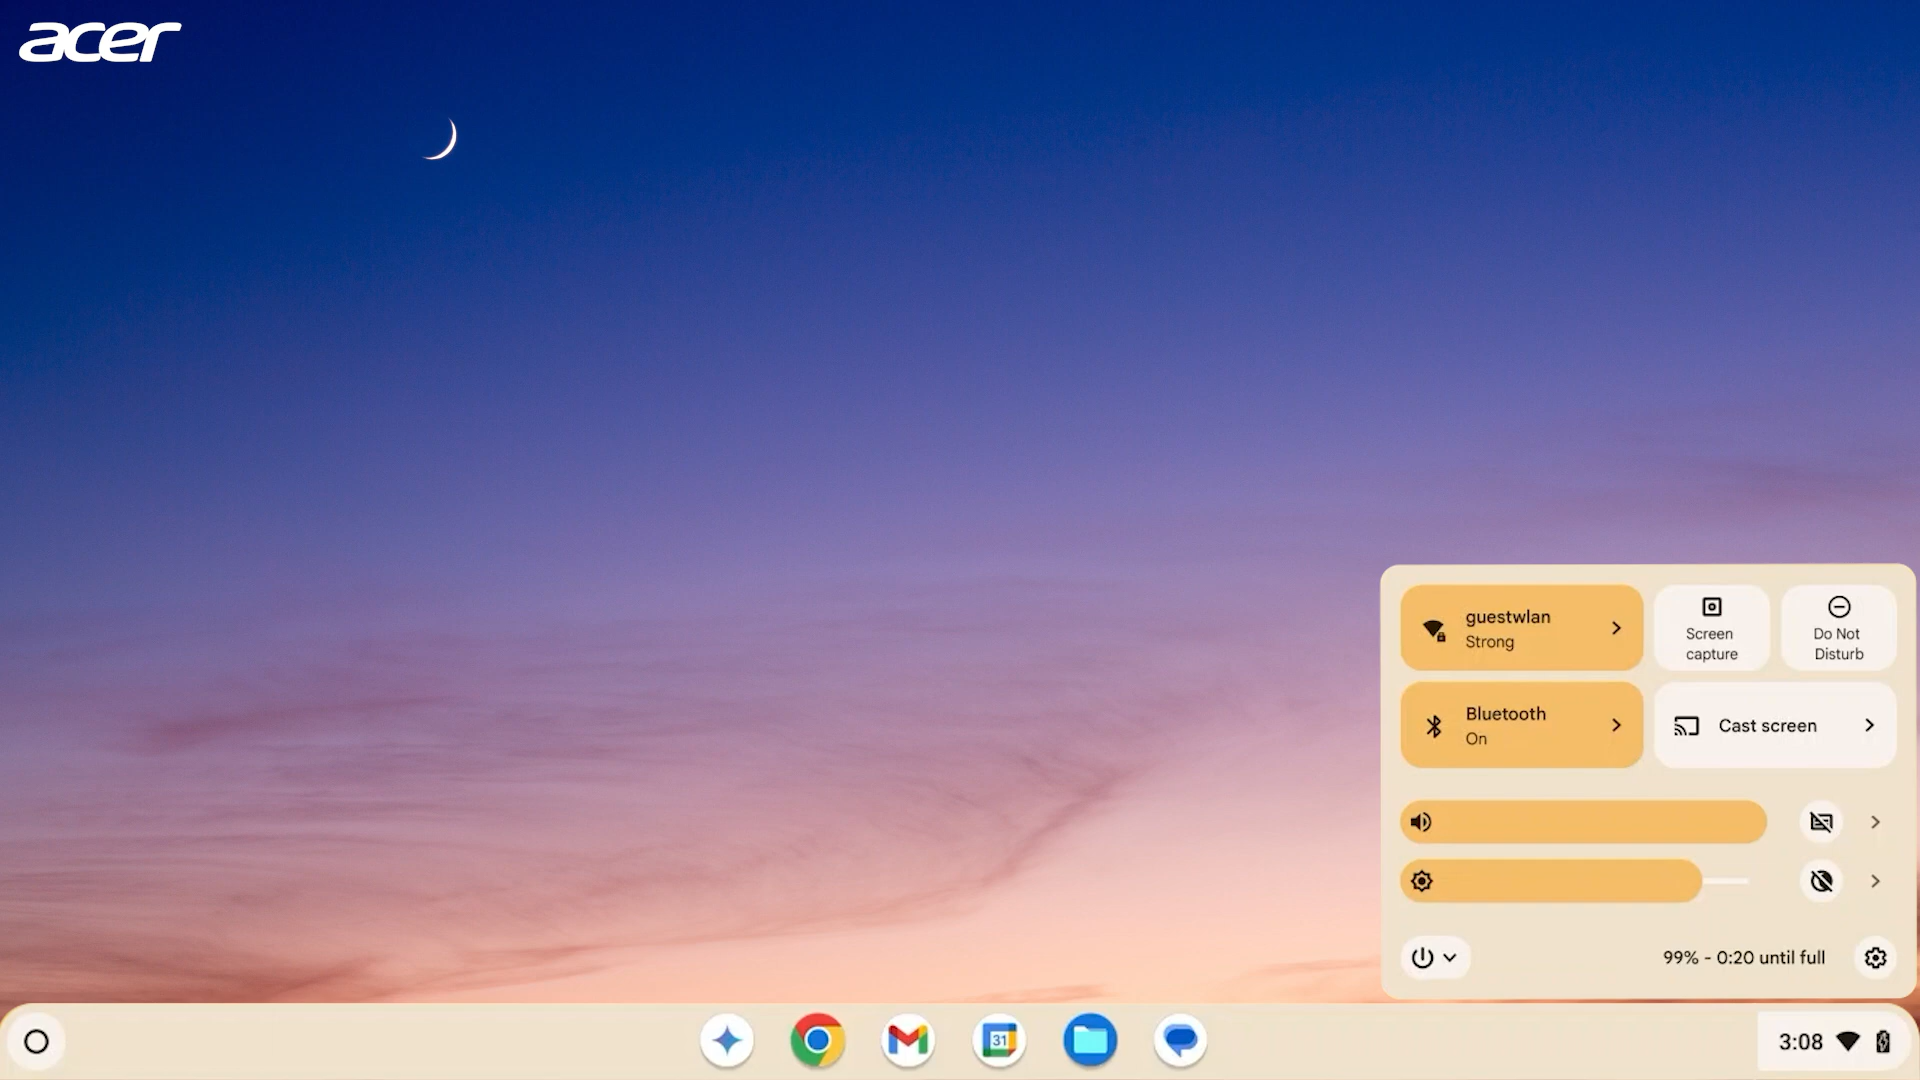 acer
guestwlan
Strong
Screen
capture
Do Not
Disturb
Bluetooth
On
Cast screen
99% - 0:20 until full
31
3:08